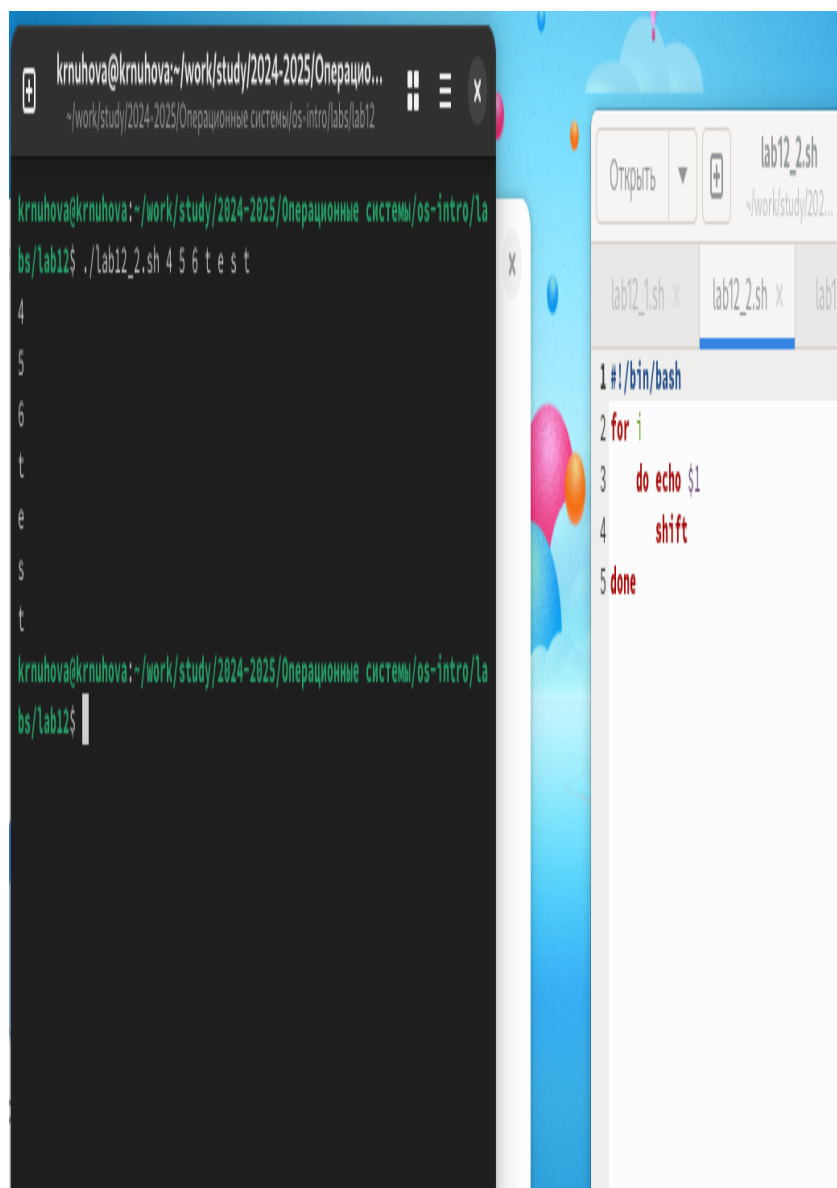 krnuhova@krnuhova:~/work/study/2024-2025/Операцио...
~/work/study/2024-2025/Операционные системы/os-intro/labs/lab12
krnuhova@krnuhova:~/work/study/2024-2025/Операционные системы/os-intro/la
bs/lab12$ ./lab12_2.sh 4 5 6 t e s t
4
5
6
t
e
s
t
krnuhova@krnuhova:~/work/study/2024-2025/Операционные системы/os-intro/la
bs/lab12$
Открыть
lab12_2.sh
~/work/study/202...
lab12_1.sh
lab12_2.sh
lab1
1 #!/bin/bash
2 for i
3 do echo $1
4 shift
5 done